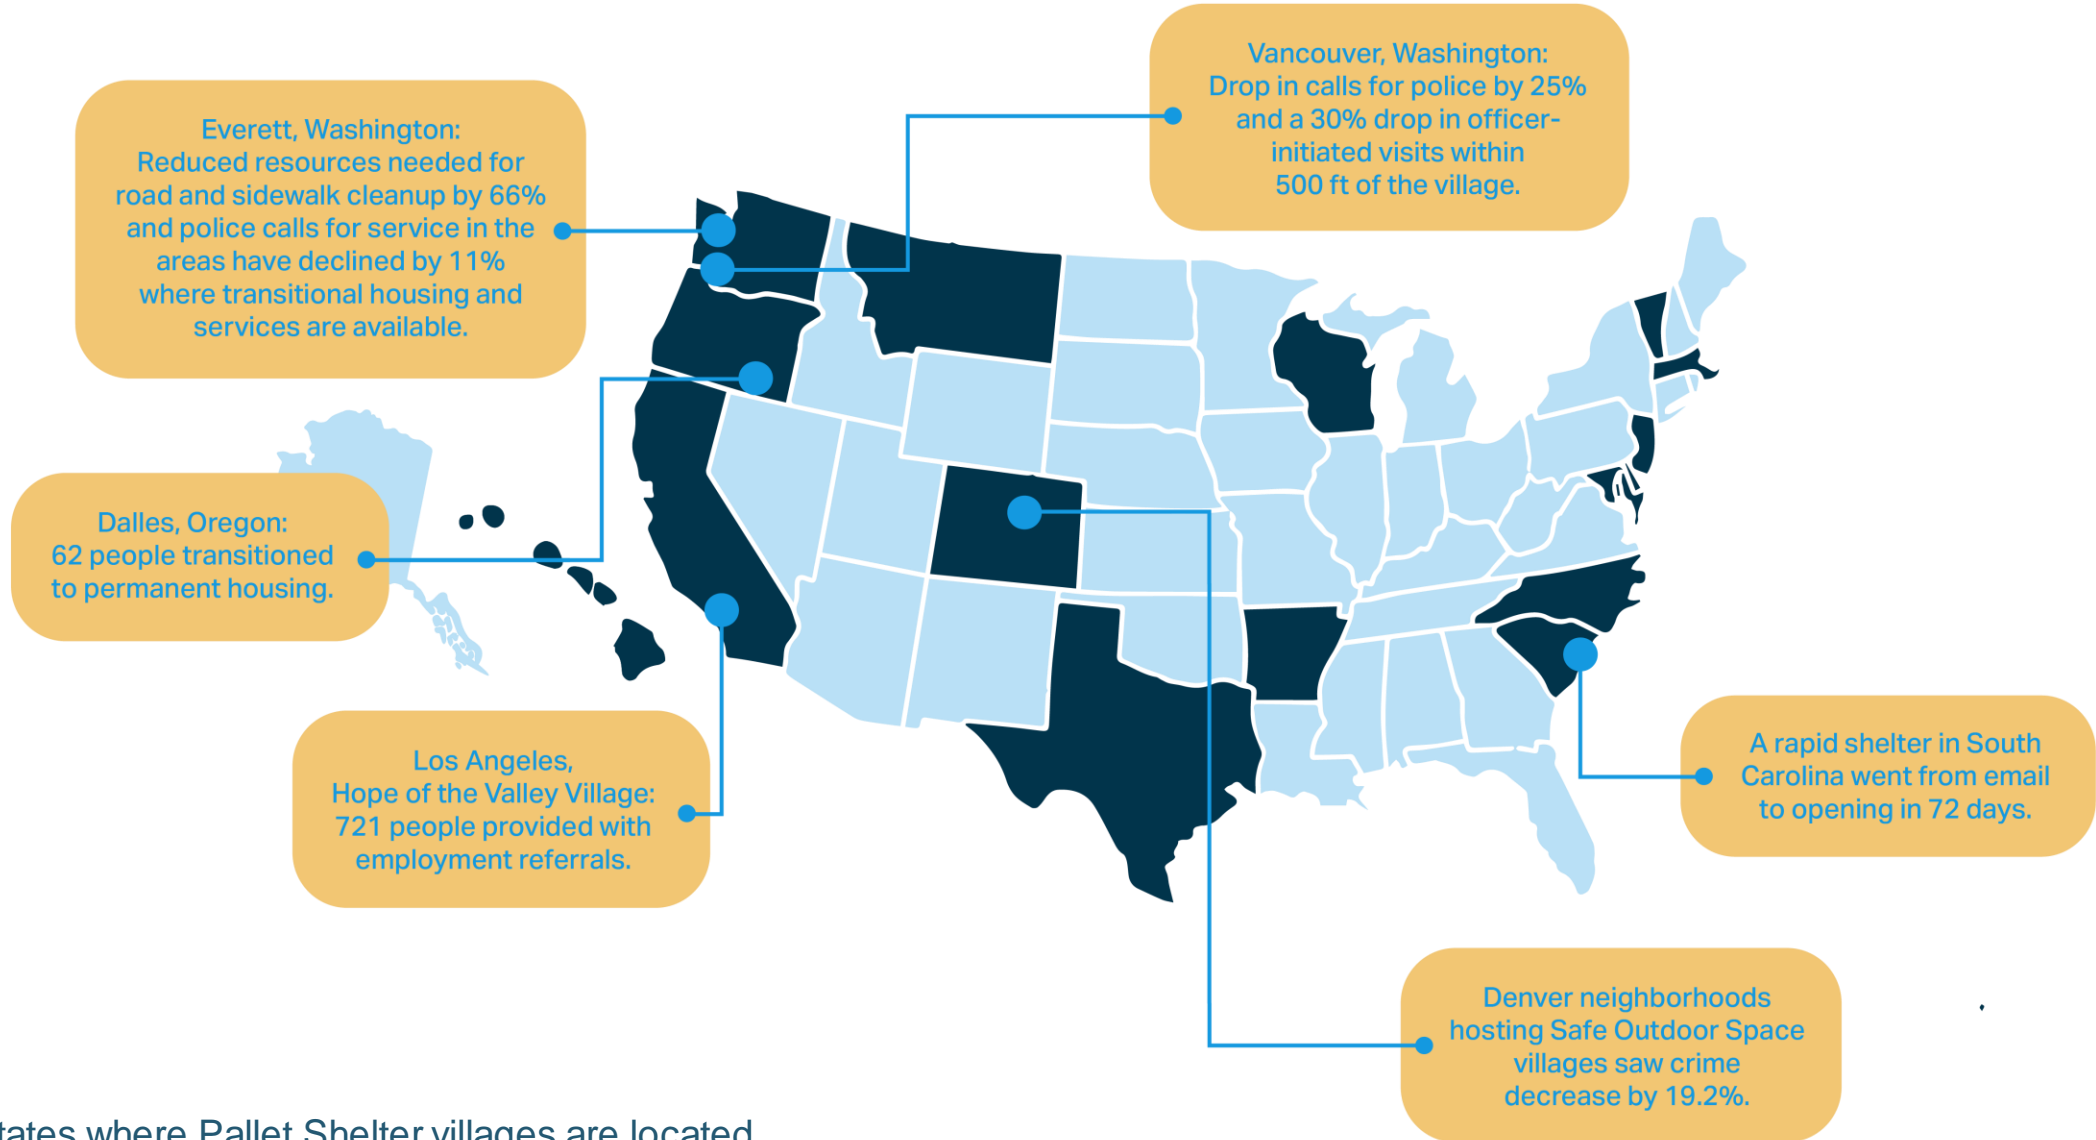 Vancouver, Washington:
Drop in calls for police by 25%
and a 30% drop in officer-
initiated visits within
500 ft of the village.
Everett, Washington:
Reduced resources needed for
road and sidewalk cleanup by 66%
and police calls for service in the
areas have declined by 11%
where transitional housing and
services are available.
Dalles, Oregon:
62 people transitioned
to permanent housing.
Los Angeles,
Hope of the Valley Village:
721 people provided with
employment referrals.
A rapid shelter in South
Carolina went from email
to opening in 72 days.
Denver neighborhoods
hosting Safe Outdoor Space
villages saw crime
decrease by 19.2%.
tates where Pallet Shelter villages are located